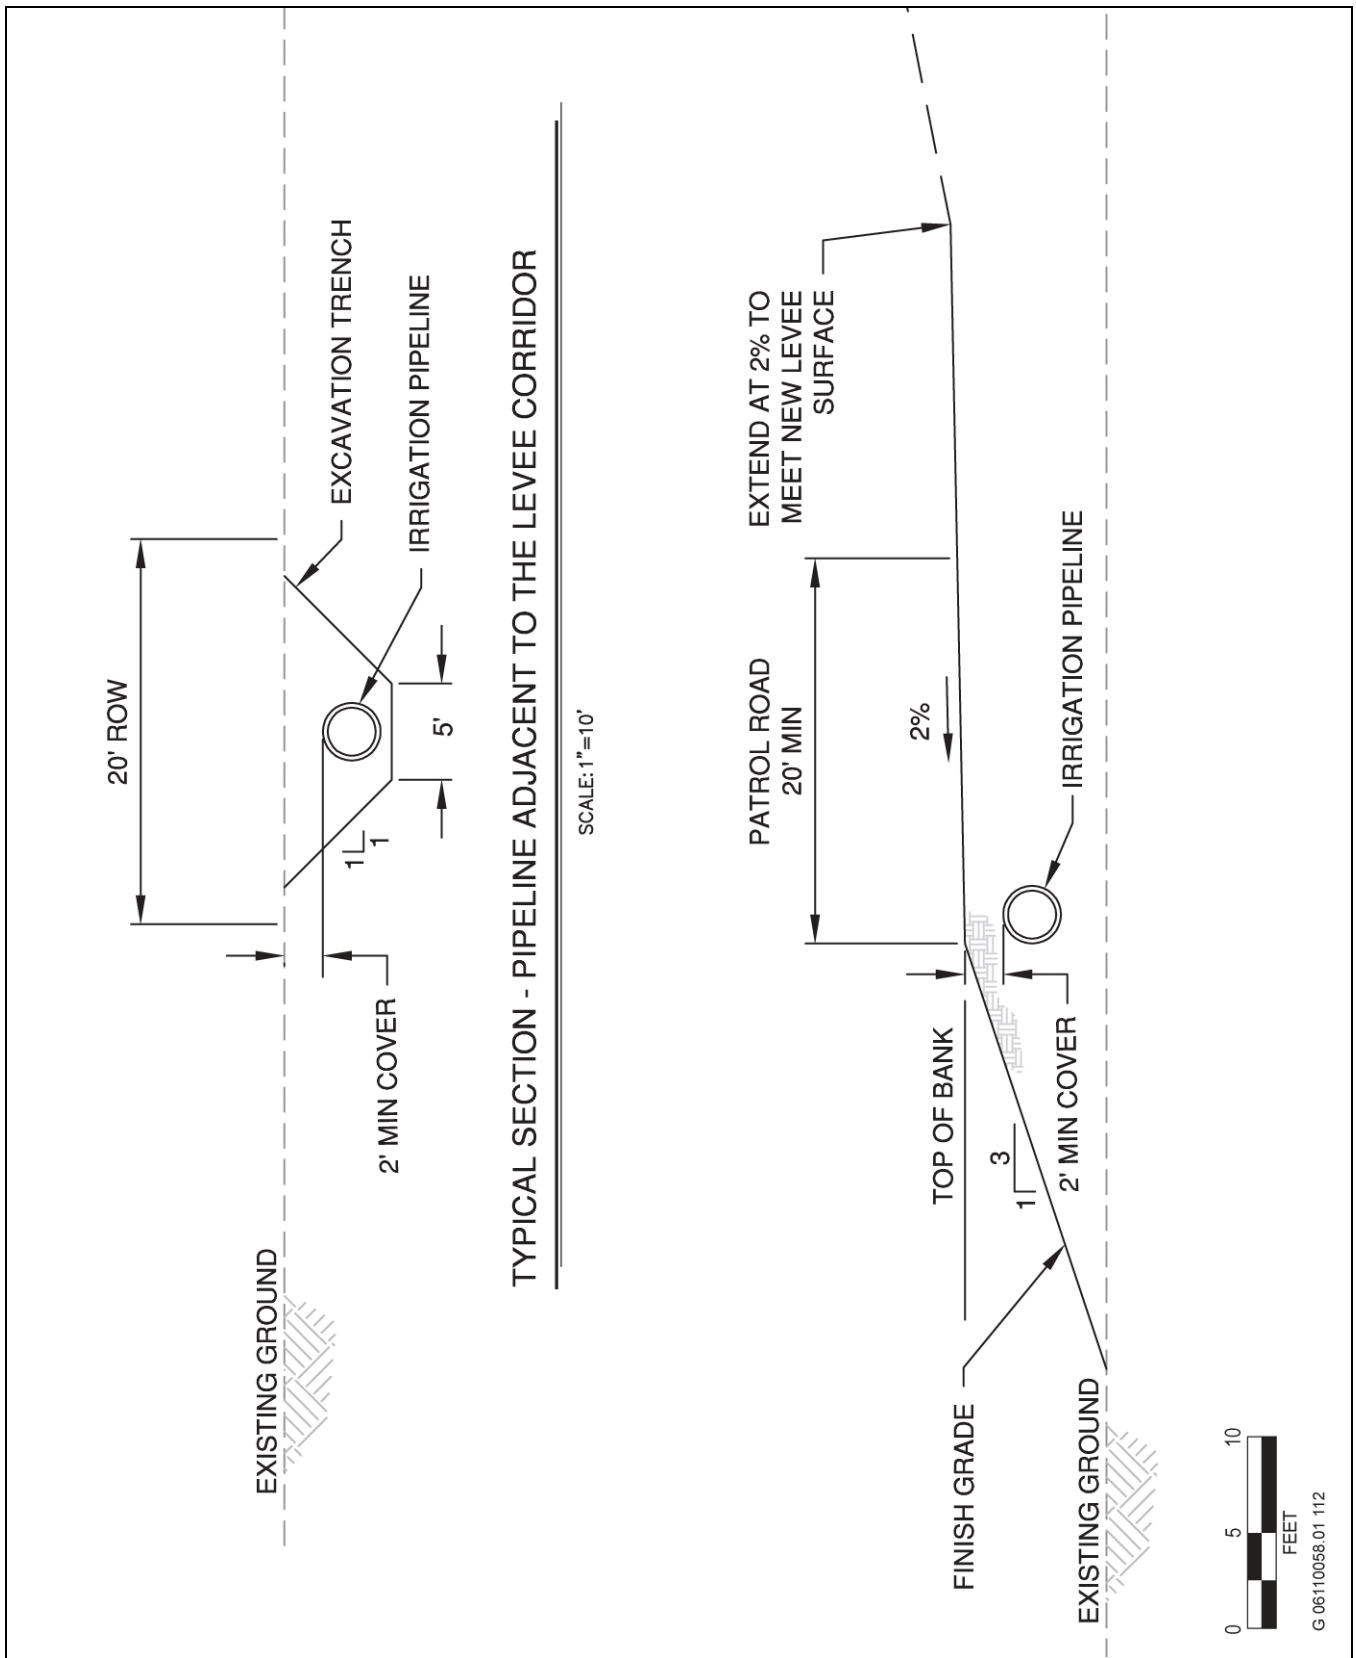 20' ROW
EXCAVATION TRENCH
IRRIGATION PIPELINE
5'
1
1
2' MIN COVER
EXISTING GROUND
TYPICAL SECTION - PIPELINE ADJACENT TO THE LEVEE CORRIDOR
SCALE: 1"=10'
EXTEND AT 2% TO
MEET NEW LEVEE
SURFACE
PATROL ROAD
20' MIN
2%
IRRIGATION PIPELINE
TOP OF BANK
3
1
2' MIN COVER
FINISH GRADE
EXISTING GROUND
0 5 10
FEET
G 06110058.01 112